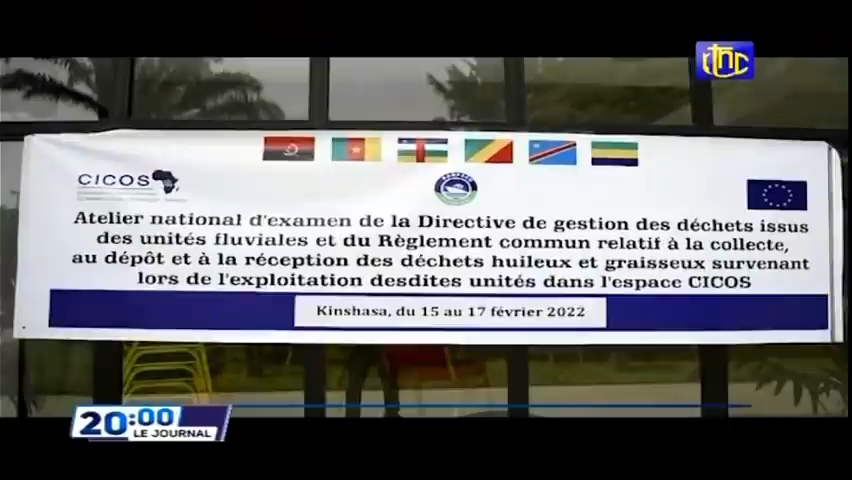 rtnc
CICOS
Atelier national d'examen de la Directive de gestion des déchets issus
des unités fluviales et du Règlement commun relatif à la collecte,
au dépôt et à la réception des déchets huileux et graisseux survenant
lors de l'exploitation desdites unités dans l'espace CICOS
Kinshasa, du 15 au 17 février 2022
20:00
LE JOURNAL